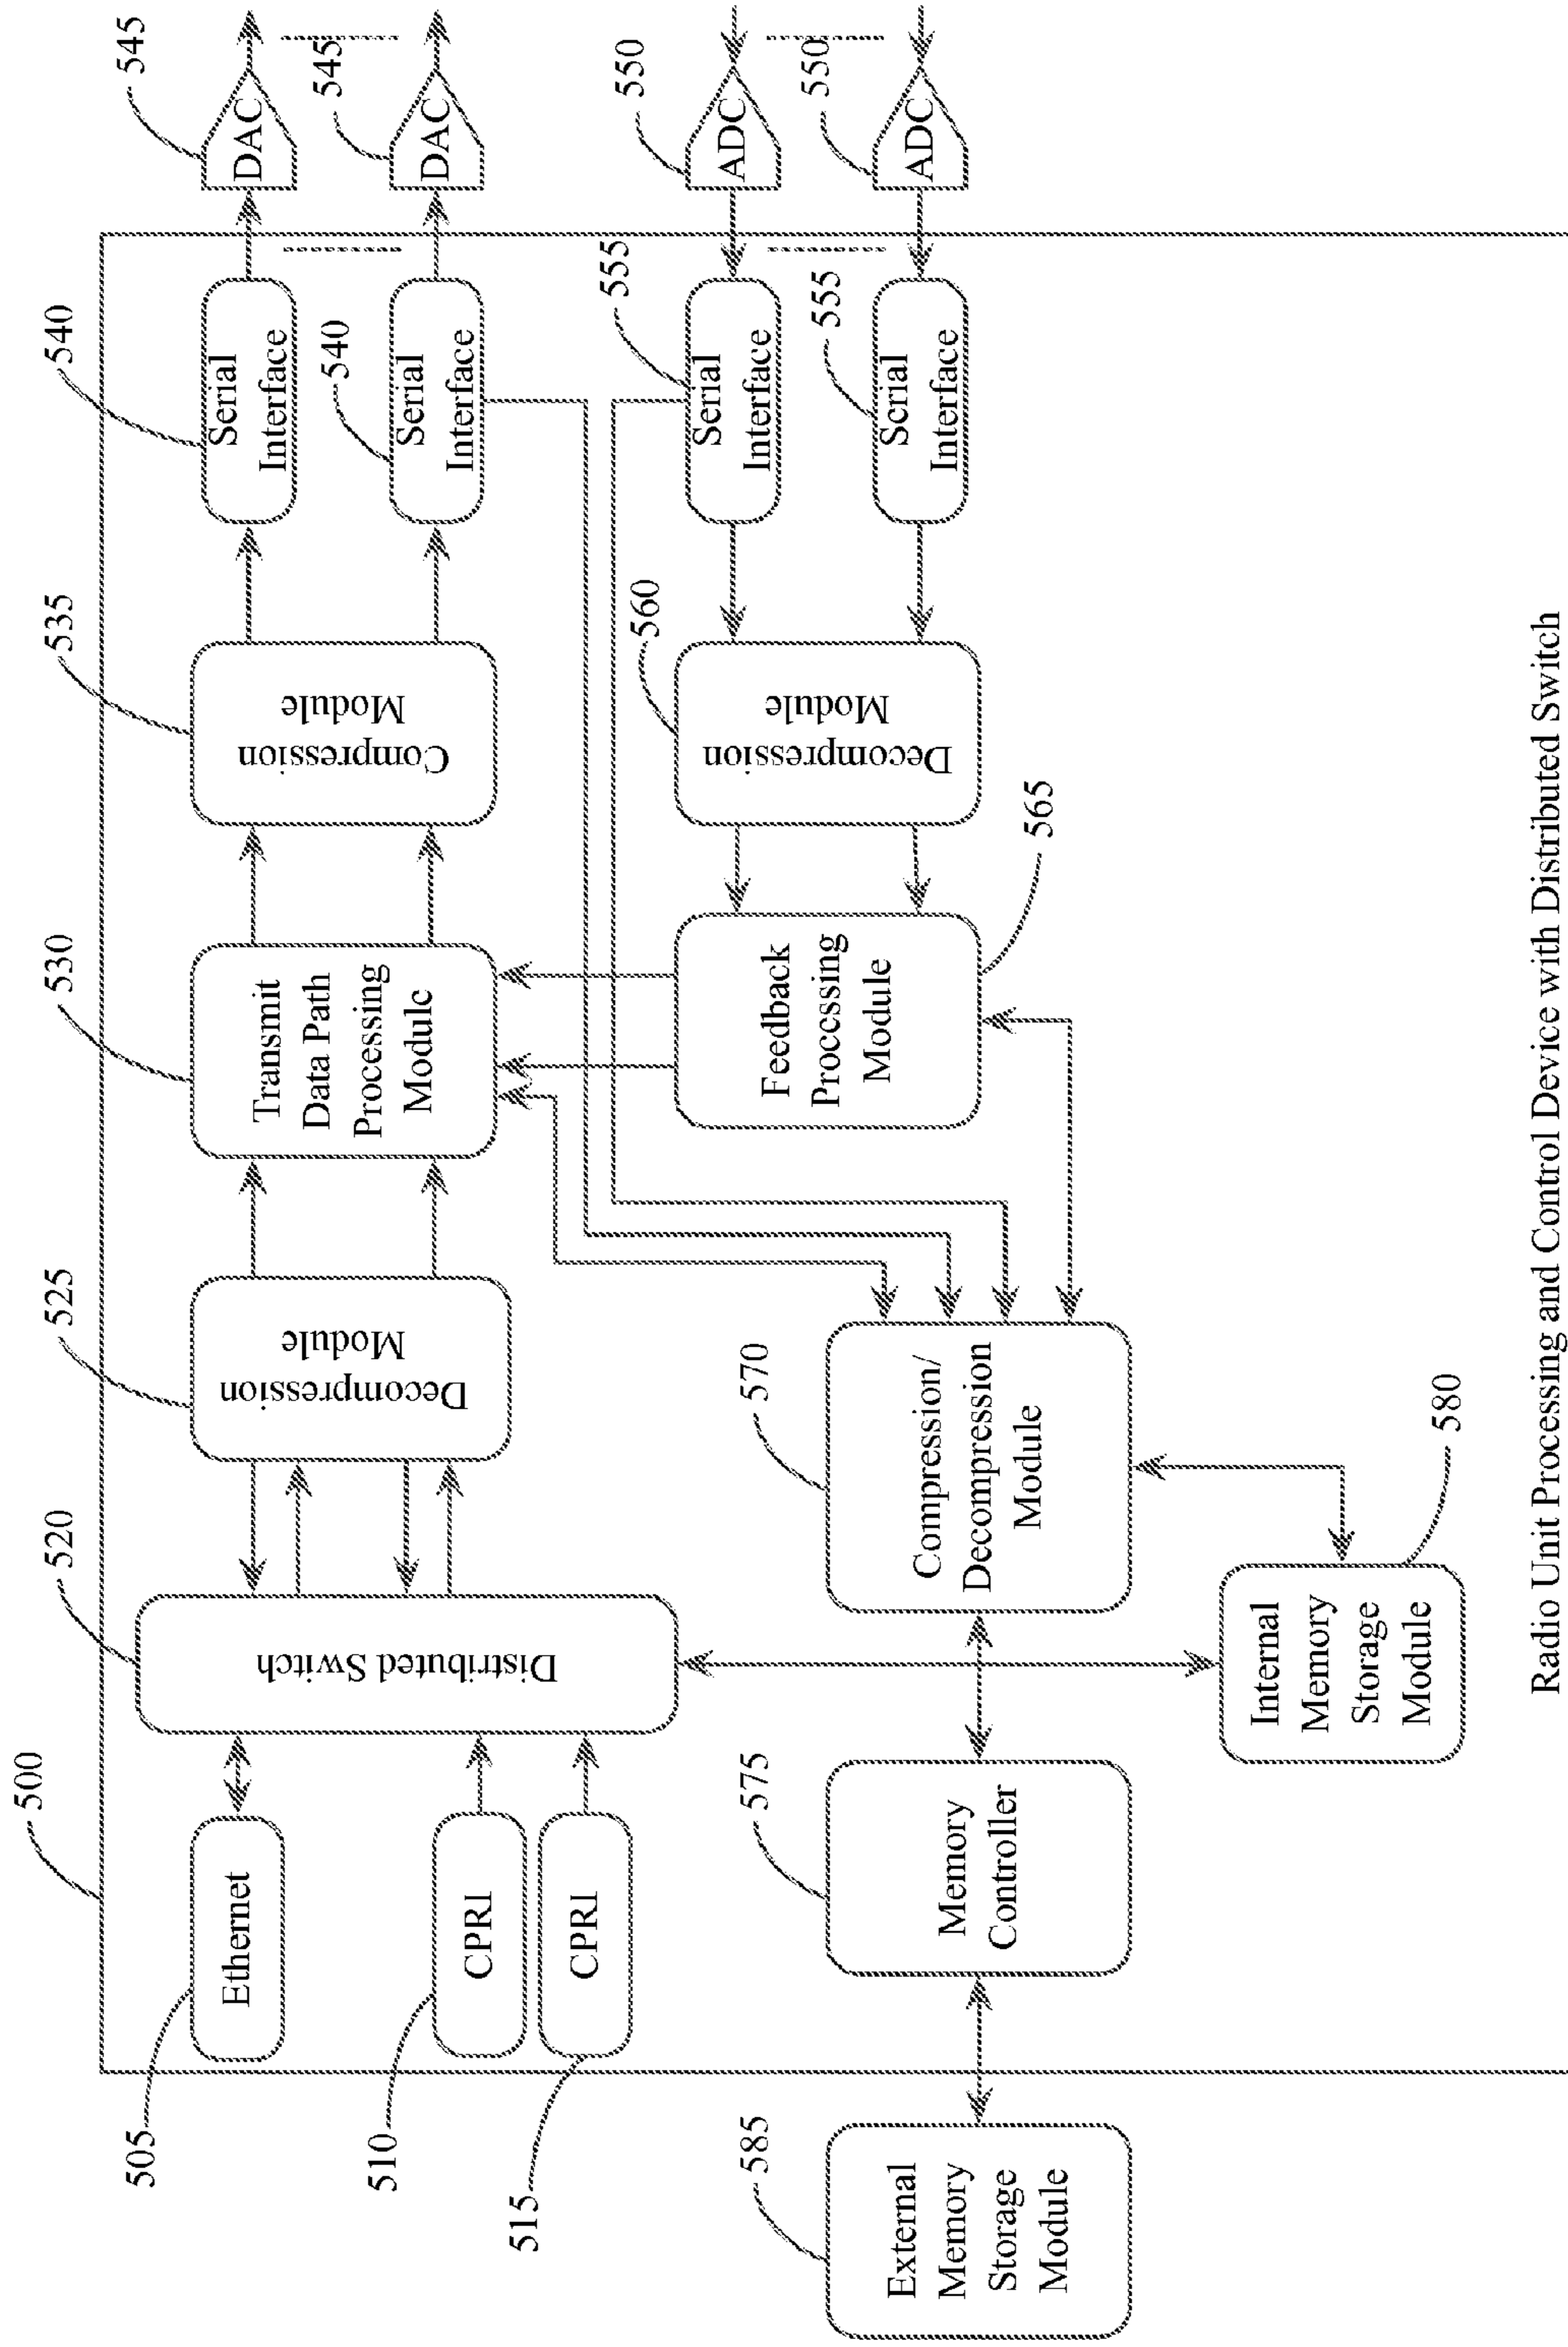 500
505
Ethernet
510
CPRI
515
CPRI
520
Distributed Switch
525
Decompression
Module
530
Transmit
Data Path
Processing
Module
535
Compression
Module
540
Serial
Interface
540
Serial
Interface
545
DAC
545
DAC
550
ADC
550
ADC
555
Serial
Interface
555
Serial
Interface
560
Decompression
Module
565
Feedback
Processing
Module
570
Compression/
Decompression
Module
575
Memory
Controller
580
Internal
Memory
Storage
Module
585
External
Memory
Storage
Module
Radio Unit Processing and Control Device with Distributed Switch